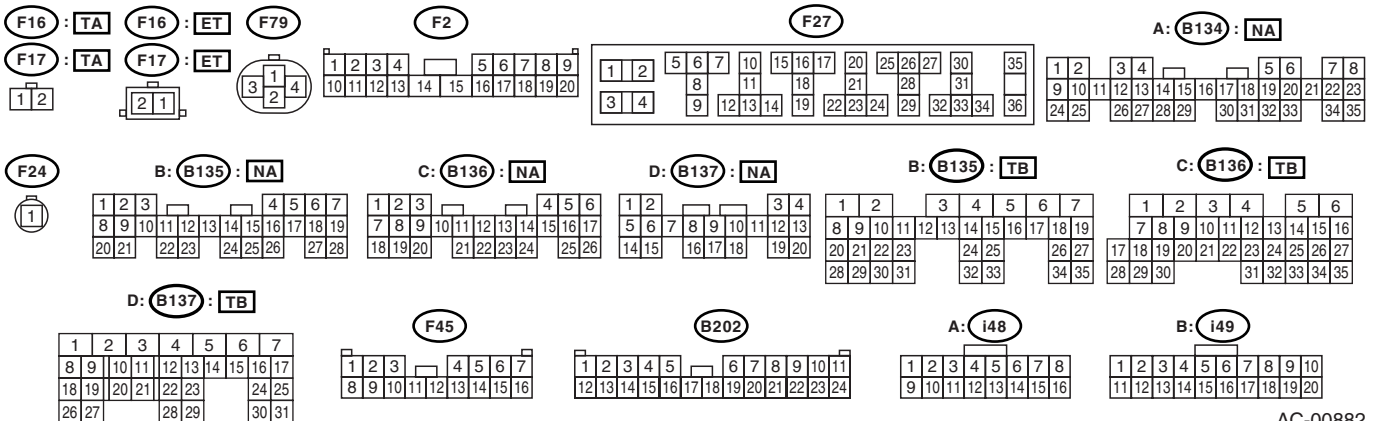 F16 : TA F16 : ET F79 F2 F27 A: B134 : NA
F17 : TA F17 : ET
1 2
2 1
1
3 4
2
1 2 3 4 5 6 7 8 9
10 11 12 13 14 15 16 17 18 19 20
1 2 5 6 7 10 15 16 17 20 25 26 27 30 35
8 11 18 21 28 31
3 4 9 12 13 14 19 22 23 24 29 32 33 34 36
1 2 3 4 5 6 7 8
9 10 11 12 13 14 15 16 17 18 19 20 21 22 23
24 25 26 27 28 29 30 31 32 33 34 35
F24 B: B135 : NA C: B136 : NA D: B137 : NA B: B135 : TB C: B136 : TB
1
1 2 3 4 5 6 7
8 9 10 11 12 13 14 15 16 17 18 19
20 21 22 23 24 25 26 27 28
1 2 3 4 5 6
7 8 9 10 11 12 13 14 15 16 17
18 19 20 21 22 23 24 25 26
1 2 3 4
5 6 7 8 9 10 11 12 13
14 15 16 17 18 19 20
1 2 3 4 5 6 7
8 9 10 11 12 13 14 15 16 17 18 19
20 21 22 23 24 25 26 27
28 29 30 31 32 33 34 35
1 2 3 4 5 6
7 8 9 10 11 12 13 14 15 16
17 18 19 20 21 22 23 24 25 26 27
28 29 30 31 32 33 34 35
D: B137 : TB F45 B202 A: i48 B: i49
1 2 3 4 5 6 7
8 9 10 11 12 13 14 15 16 17
18 19 20 21 22 23 24 25
26 27 28 29 30 31
1 2 3 4 5 6 7
8 9 10 11 12 13 14 15 16
1 2 3 4 5 6 7 8 9 10 11
12 13 14 15 16 17 18 19 20 21 22 23 24
1 2 3 4 5 6 7 8
9 10 11 12 13 14 15 16
1 2 3 4 5 6 7 8 9 10
11 12 13 14 15 16 17 18 19 20
AC-00882